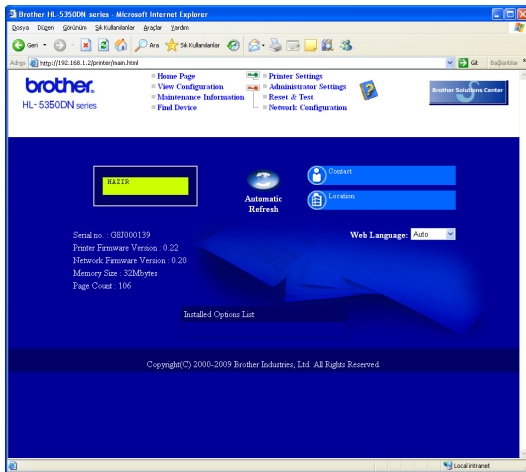 Brother HL-5350DN series - Microsoft Internet Explorer
Dosya Düzen Görünüm Sık Kullanılanlar Araçlar Yardım
Geri Ara Sık Kullanılanlar
Adres http://192.168.1.2/printer/main.html Git Bağlantılar
brother.
HL-5350DN series
Home Page
View Configuration
Maintenance Information
Find Device
Printer Settings
Administrator Settings
Reset & Test
Network Configuration
Brother Solutions Center
HAZIR
Automatic
Refresh
Contact
Location
Serial no. : G8J000139
Printer Firmware Version : 0.22
Network Firmware Version : 0.20
Memory Size : 32Mbytes
Page Count : 106
Web Language: Auto
Installed Options List
Copyright(C) 2000-2009 Brother Industries, Ltd. All Rights Reserved.
Local intranet